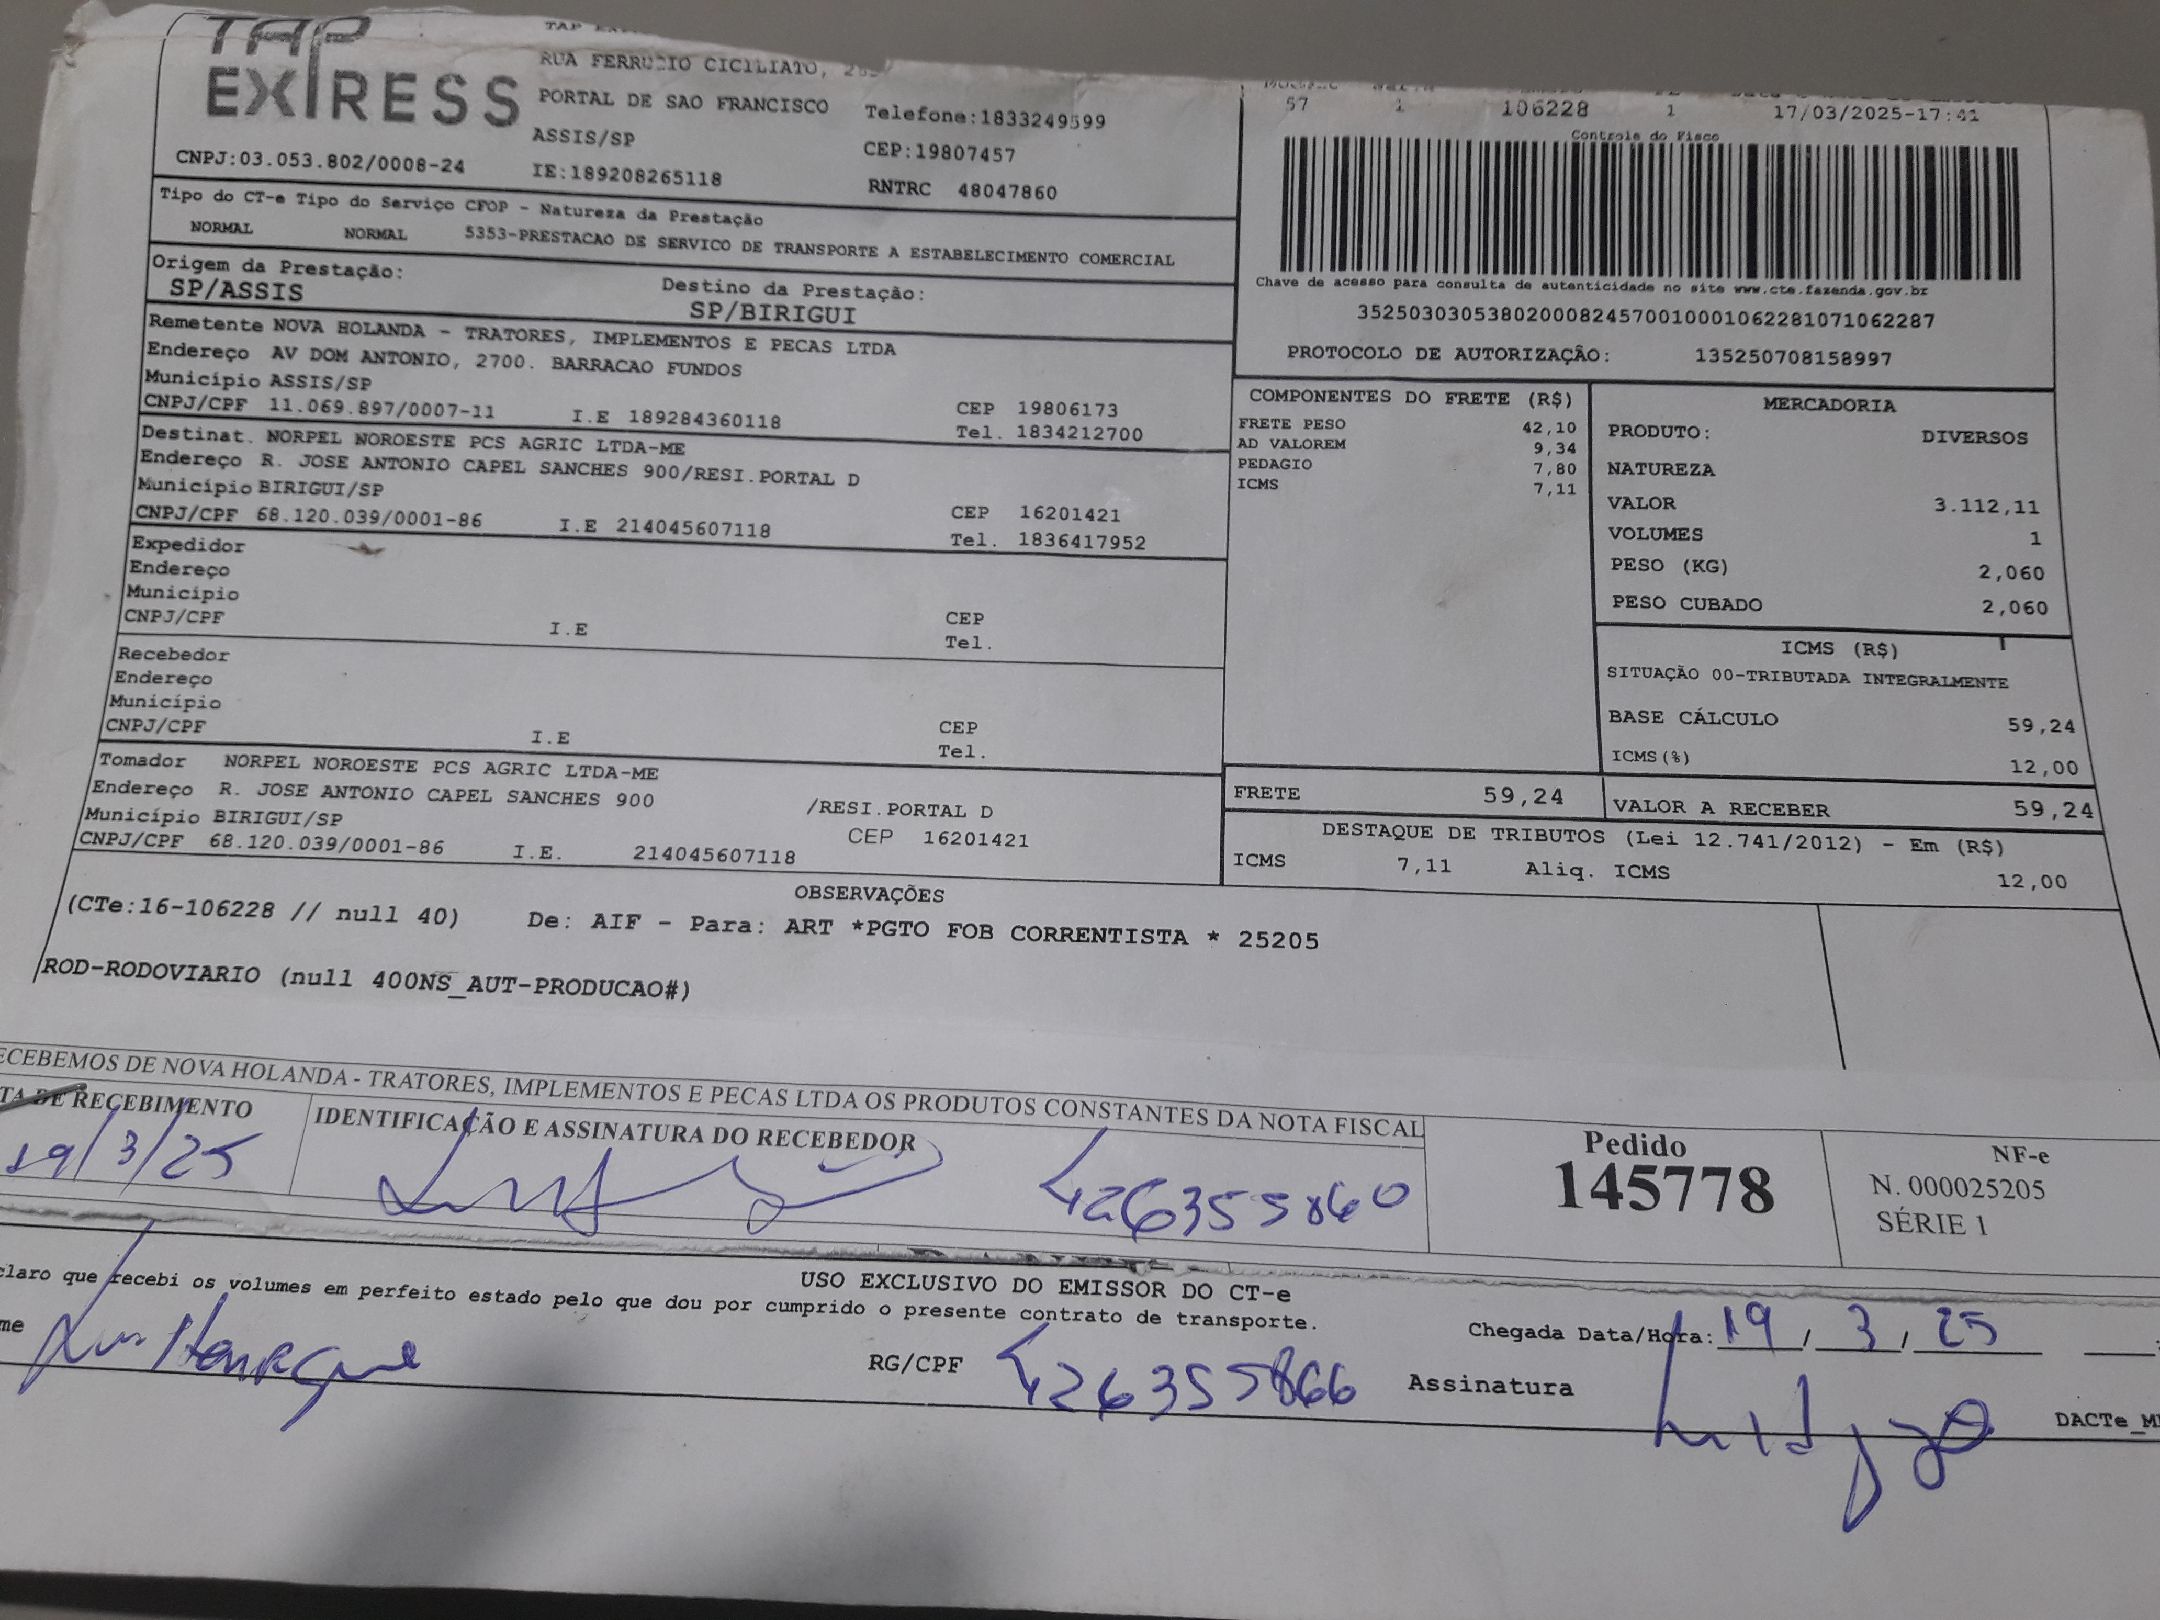 TAP
EXPRESS
RUA FERRUCIO CICILIATO,
PORTAL DE SAO FRANCISCO Telefone:1833249599
ASSIS/SP CEP:19807457
CNPJ:03.053.802/0008-24 IE:189208265118 RNTRC 48047860
57 1 106228 1 17/03/2025-17:41
Controle do Fisco
Chave de acesso para consulta de autenticidade no site www.cte.fazenda.gov.br
35250303053802000824570010001062281071062287
PROTOCOLO DE AUTORIZAÇÃO: 135250708158997
Tipo do CT-e Tipo do Serviço CFOP - Natureza da Prestação
NORMAL NORMAL 5353-PRESTACAO DE SERVICO DE TRANSPORTE A ESTABELECIMENTO COMERCIAL
Origem da Prestação: Destino da Prestação:
SP/ASSIS SP/BIRIGUI
Remetente NOVA HOLANDA - TRATORES, IMPLEMENTOS E PECAS LTDA
Endereço AV DOM ANTONIO, 2700. BARRACAO FUNDOS
Município ASSIS/SP CEP 19806173
CNPJ/CPF 11.069.897/0007-11 I.E 189284360118 Tel. 1834212700
Destinat. NORPEL NOROESTE PCS AGRIC LTDA-ME
Endereço R. JOSE ANTONIO CAPEL SANCHES 900/RESI.PORTAL D
Município BIRIGUI/SP CEP 16201421
CNPJ/CPF 68.120.039/0001-86 I.E 214045607118 Tel. 1836417952
Expedidor
Endereço
Município CEP
CNPJ/CPF I.E Tel.
Recebedor
Endereço
Município CEP
CNPJ/CPF I.E Tel.
Tomador NORPEL NOROESTE PCS AGRIC LTDA-ME
Endereço R. JOSE ANTONIO CAPEL SANCHES 900 /RESI.PORTAL D
Município BIRIGUI/SP CEP 16201421
CNPJ/CPF 68.120.039/0001-86 I.E. 214045607118
COMPONENTES DO FRETE (R$)
FRETE PESO 42,10
AD VALOREM 9,34
PEDAGIO 7,80
ICMS 7,11
MERCADORIA
PRODUTO: DIVERSOS
NATUREZA
VALOR 3.112,11
VOLUMES 1
PESO (KG) 2,060
PESO CUBADO 2,060
ICMS (R$)
SITUAÇÃO 00-TRIBUTADA INTEGRALMENTE
BASE CÁLCULO 59,24
ICMS(%) 12,00
FRETE 59,24 VALOR A RECEBER 59,24
DESTAQUE DE TRIBUTOS (Lei 12.741/2012) - Em (R$)
ICMS 7,11 Aliq. ICMS 12,00
OBSERVAÇÕES
(CTe:16-106228 // null 40) De: AIF - Para: ART *PGTO FOB CORRENTISTA * 25205
ROD-RODOVIARIO (null 400NS_AUT-PRODUCAO#)
ECEBEMOS DE NOVA HOLANDA - TRATORES, IMPLEMENTOS E PECAS LTDA OS PRODUTOS CONSTANTES DA NOTA FISCAL
TA DE RECEBIMENTO IDENTIFICAÇÃO E ASSINATURA DO RECEBEDOR
19/3/25 426355860
Pedido
145778
NF-e
N. 000025205
SÉRIE 1
USO EXCLUSIVO DO EMISSOR DO CT-e
claro que recebi os volumes em perfeito estado pelo que dou por cumprido o presente contrato de transporte.
me Luis Henrique RG/CPF 426355866 Chegada Data/Hora: 19 / 3 / 25
Assinatura
DACTe_M